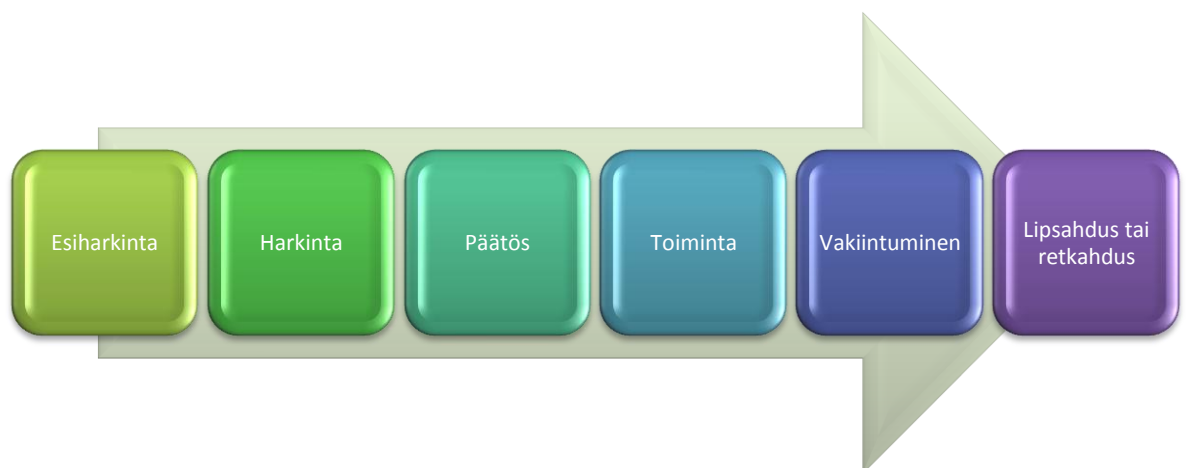 Esiharkinta
Harkinta
Päätös
Toiminta
Vakiintuminen
Lipsahdus tai
retkahdus